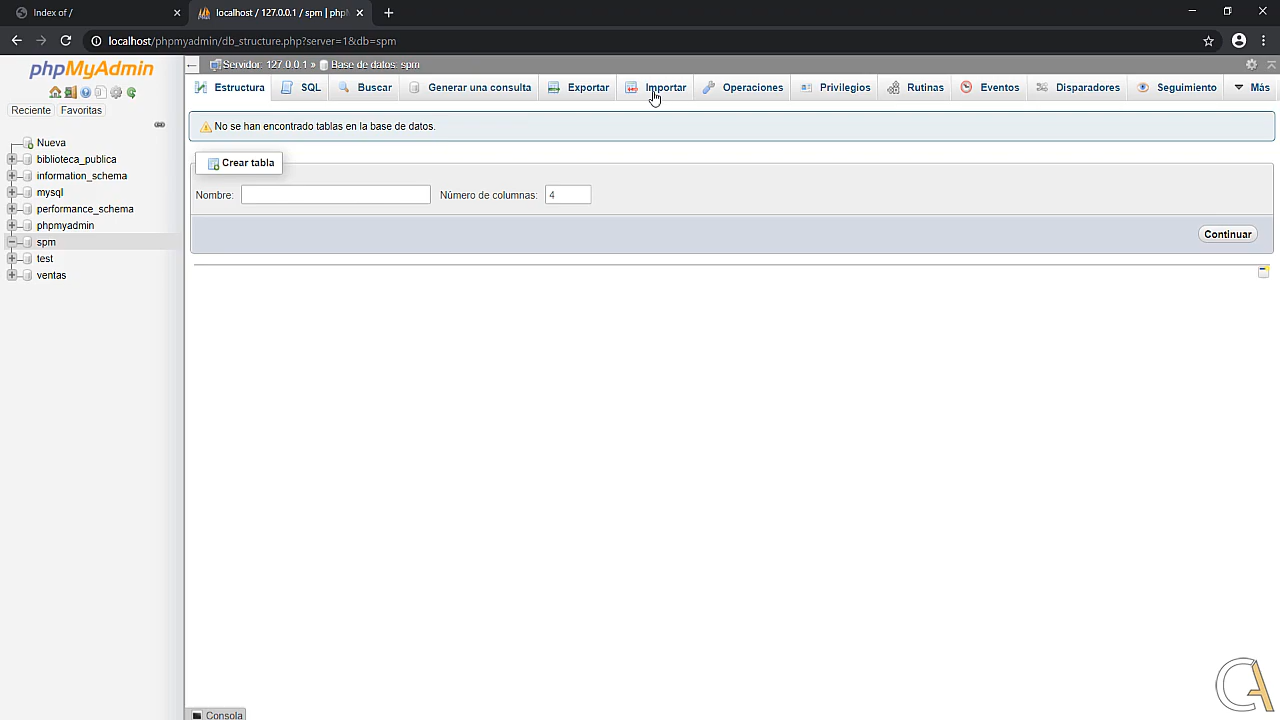 Index of /
localhost / 127.0.0.1 / spm | phpM
localhost/phpmyadmin/db_structure.php?server=1&db=spm
phpMyAdmin
Reciente Favoritas
Nueva
biblioteca_publica
information_schema
mysql
performance_schema
phpmyadmin
spm
test
ventas
Servidor: 127.0.0.1 » Base de datos: spm
Estructura SQL Buscar Generar una consulta Exportar Importar Operaciones Privilegios Rutinas Eventos Disparadores Seguimiento Más
No se han encontrado tablas en la base de datos.
Crear tabla
Nombre: Número de columnas: 4
Continuar
Consola
CA